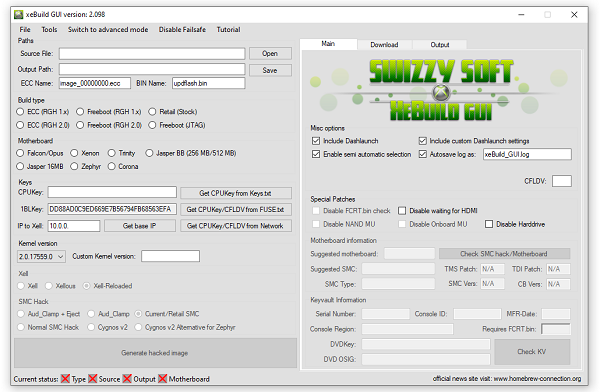 xeBuild GUI version: 2.098
File Tools Switch to advanced mode Disable Failsafe Tutorial
Paths
Source File: Open
Output Path: Save
ECC Name: image_00000000.ecc BIN Name: updflash.bin
Build type
ECC (RGH 1.x) Freeboot (RGH 1.x) Retail (Stock)
ECC (RGH 2.0) Freeboot (RGH 2.0) Freeboot (JTAG)
Motherboard
Falcon/Opus Xenon Trinity Jasper BB (256 MB/512 MB)
Jasper 16MB Zephyr Corona
Keys
CPUKey: Get CPUKey from Keys.txt
1BLKey: DD88AD0C9ED669E7B56794FB68563EFA Get CPUKey/CFLDV from FUSE.txt
IP to Xell: 10.0.0. Get base IP Get CPUKey/CFLDV from Network
Kernel version
2.0.17559.0 Custom Kernel version:
Xell
Xell Xellous Xell-Reloaded
SMC Hack
Aud_Clamp + Eject Aud_Clamp Current/Retail SMC
Normal SMC Hack Cygnos v2 Cygnos v2 Alternative for Zephyr
Generate hacked image
Main Download Output
SWIZZY SOFT
XEBUILD GUI
Misc options
Include Dashlaunch Include custom Dashlaunch settings
Enable semi automatic selection Autosave log as: xeBuild_GUI.log
CFLDV:
Special Patches
Disable FCRT.bin check Disable waiting for HDMI
Disable NAND MU Disable Onboard MU Disable Harddrive
Motherboard information
Suggested motherboard: Check SMC hack/Motherboard
Suggested SMC: TMS Patch: N/A TDI Patch: N/A
SMC Type: SMC Vers: N/A CB Vers: N/A
Keyvault Information
Serial Number: Console ID: MFR-Date:
Console Region: Requires FCRT.bin:
DVDKey: Check KV
DVD OSIG:
Current status: Type Source Output Motherboard
official news site visit: www.homebrew-connection.org